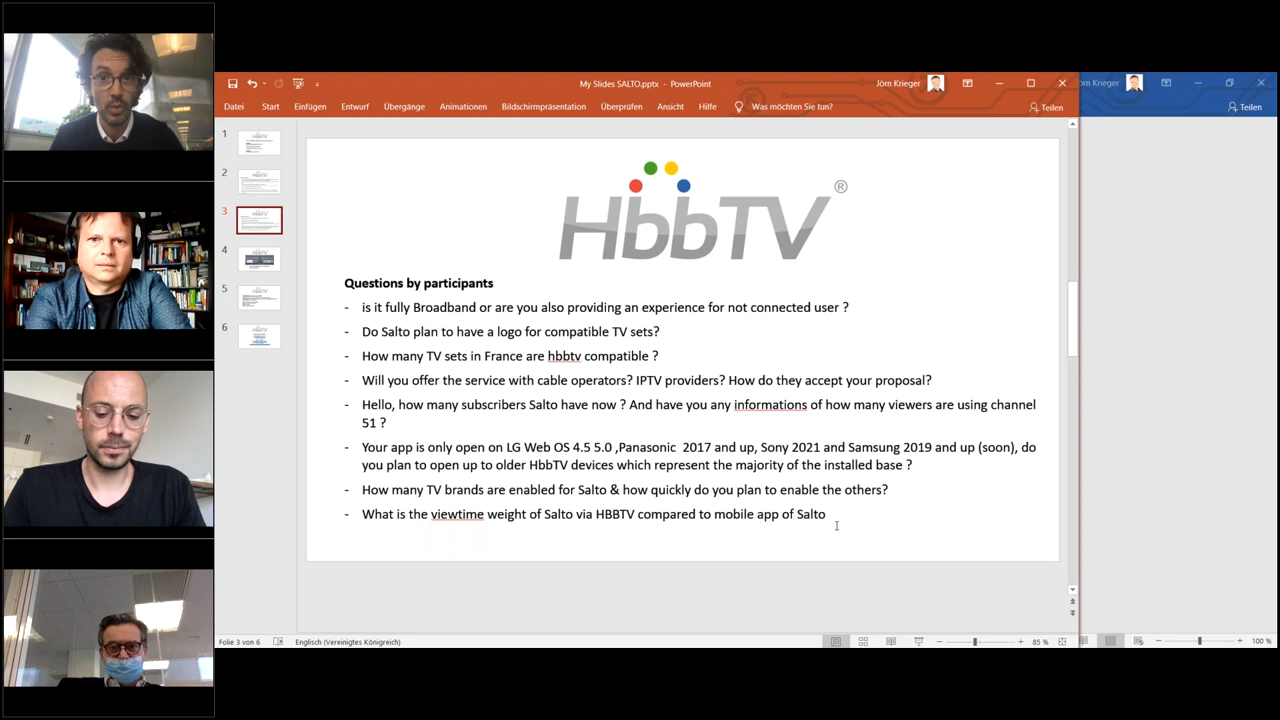 My Slides SALTO.pptx - PowerPoint
Jörn Krieger
örn Krieger
Datei Start Einfügen Entwurf Übergänge Animationen Bildschirmpräsentation Überprüfen Ansicht Hilfe Was möchten Sie tun? Teilen
Teilen
1
2
3
4
5
6
HbbTV®
Questions by participants
- is it fully Broadband or are you also providing an experience for not connected user ?
- Do Salto plan to have a logo for compatible TV sets?
- How many TV sets in France are hbbtv compatible ?
- Will you offer the service with cable operators? IPTV providers? How do they accept your proposal?
- Hello, how many subscribers Salto have now ? And have you any informations of how many viewers are using channel
51 ?
- Your app is only open on LG Web OS 4.5 5.0 ,Panasonic 2017 and up, Sony 2021 and Samsung 2019 and up (soon), do
you plan to open up to older HbbTV devices which represent the majority of the installed base ?
- How many TV brands are enabled for Salto & how quickly do you plan to enable the others?
- What is the viewtime weight of Salto via HBBTV compared to mobile app of Salto
Folie 3 von 6 Englisch (Vereinigtes Königreich) 85 % 100 %